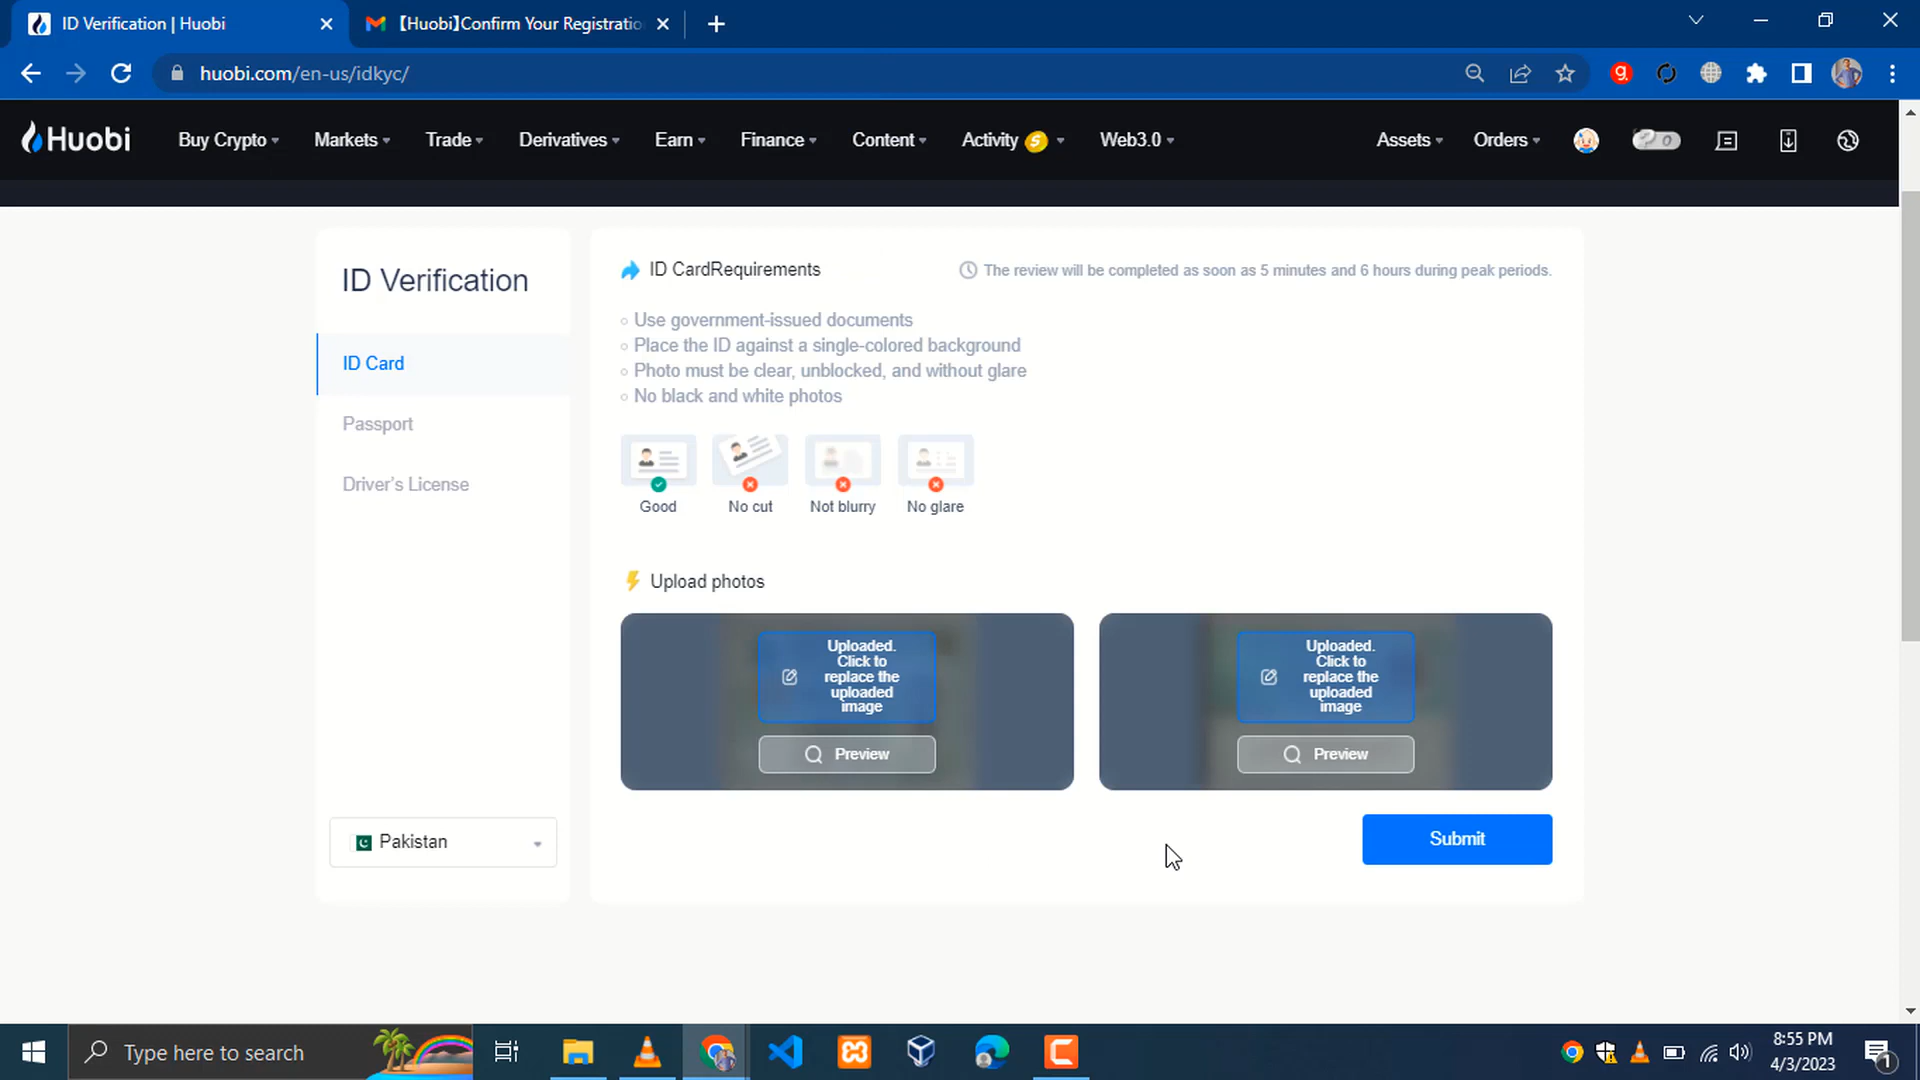 ID Verification | Huobi
【Huobi】Confirm Your Registratio
huobi.com/en-us/idkyc/
Huobi
Buy Crypto
Markets
Trade
Derivatives
Earn
Finance
Content
Activity
Web3.0
Assets
Orders
0
ID Verification
ID Card
Passport
Driver's License
Pakistan
ID CardRequirements
The review will be completed as soon as 5 minutes and 6 hours during peak periods.
Use government-issued documents
Place the ID against a single-colored background
Photo must be clear, unblocked, and without glare
No black and white photos
Good
No cut
Not blurry
No glare
Upload photos
Uploaded.
Click to
replace the
uploaded
image
Preview
Uploaded.
Click to
replace the
uploaded
image
Preview
Submit
Type here to search
8:55 PM
4/3/2023
1